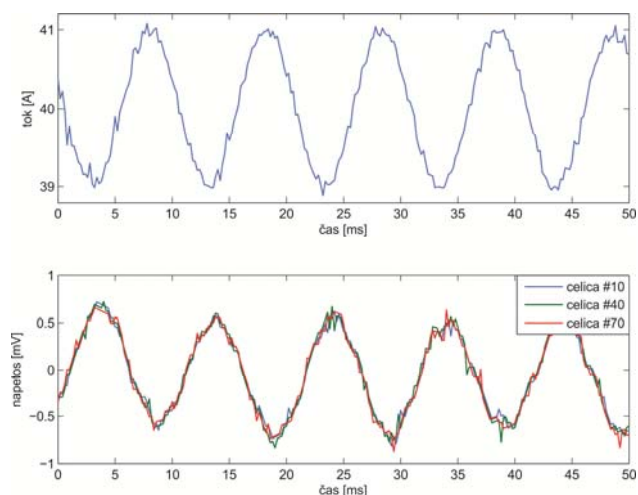 41
40
39
tok [A]
0 5 10 15 20 25 30 35 40 45 50
čas [ms]
1
0.5
0
−0.5
−1
napetos [mV]
celica #10
celica #40
celica #70
0 5 10 15 20 25 30 35 40 45 50
čas [ms]